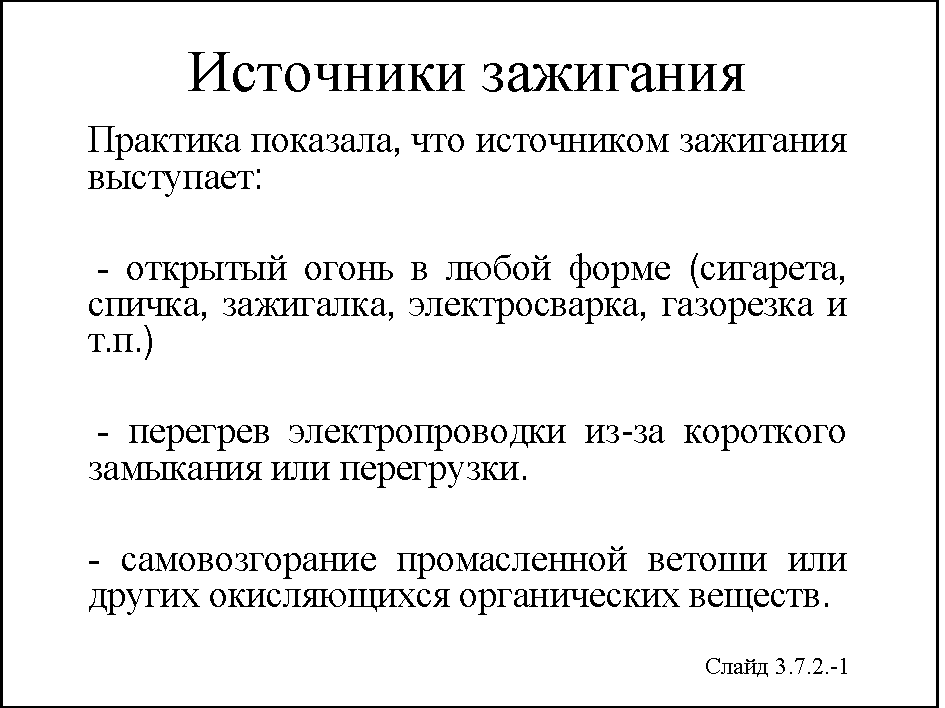 Источники зажигания
Практика показала, что источником зажигания
выступает:
- открытый огонь в любой форме (сигарета,
спичка, зажигалка, электросварка, газорезка и
т.п.)
- перегрев электропроводки из-за короткого
замыкания или перегрузки.
- самовозгорание промасленной ветоши или
других окисляющихся органических веществ.
Слайд 3.7.2.-1